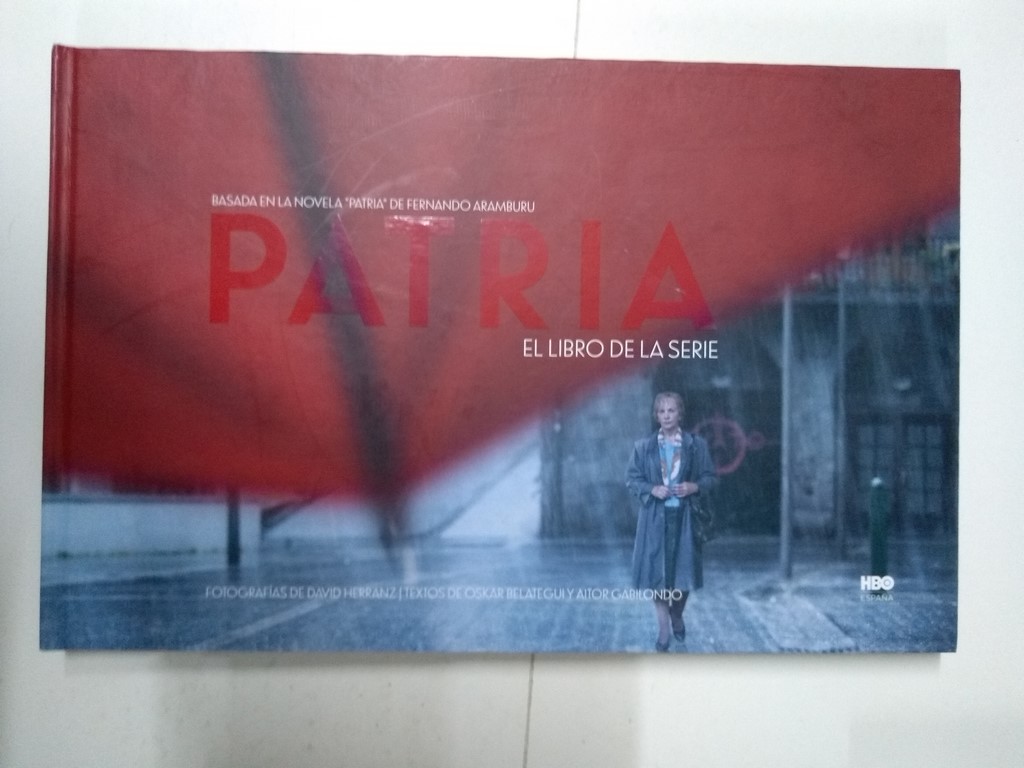 BASADA EN LA NOVELA "PATRIA" DE FERNANDO ARAMBURU
PATRIA
EL LIBRO DE LA SERIE
FOTOGRAFÍAS DE DAVID HERRANZ | TEXTOS DE OSKAR BELATEGUI Y AITOR GABILONDO
HBO
ESPAÑA